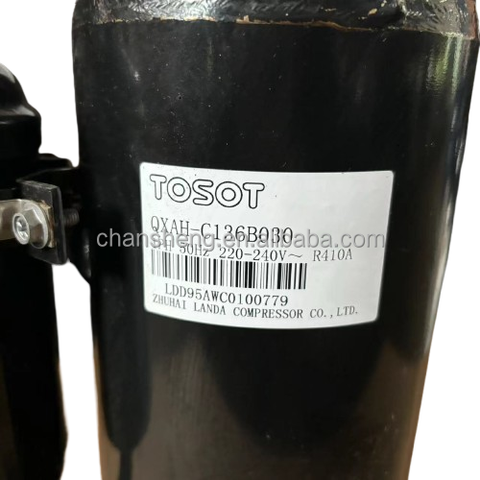 TOSOT
QXAH-C136B030
50Hz 220-240V~ R410A
chansheng.en.alibaba.com
LDD95AWC0100779
ZHUHAI LANDA COMPRESSOR CO.,LTD.